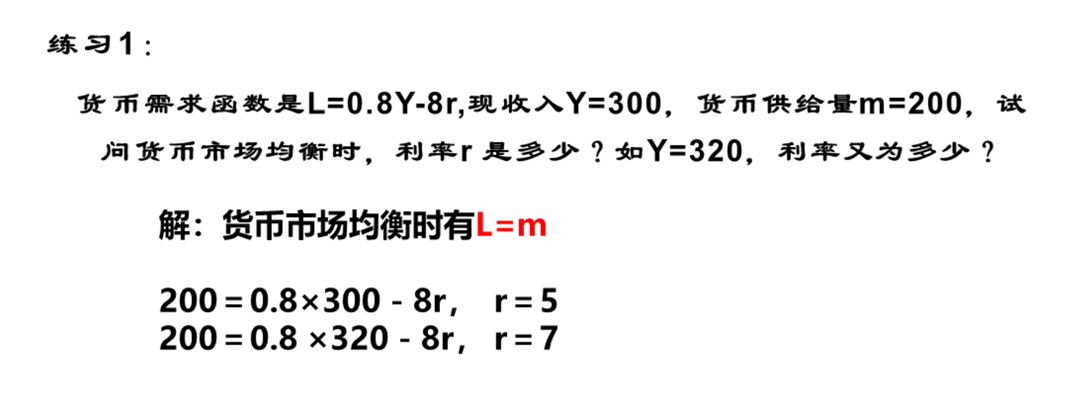 练习1：
货币需求函数是L=0.8Y-8r,现收入Y=300，货币供给量m=200，试
问货币市场均衡时，利率r 是多少？如Y=320，利率又为多少？
解：货币市场均衡时有L=m
200＝0.8×300－8r， r＝5
200＝0.8 ×320－8r， r＝7